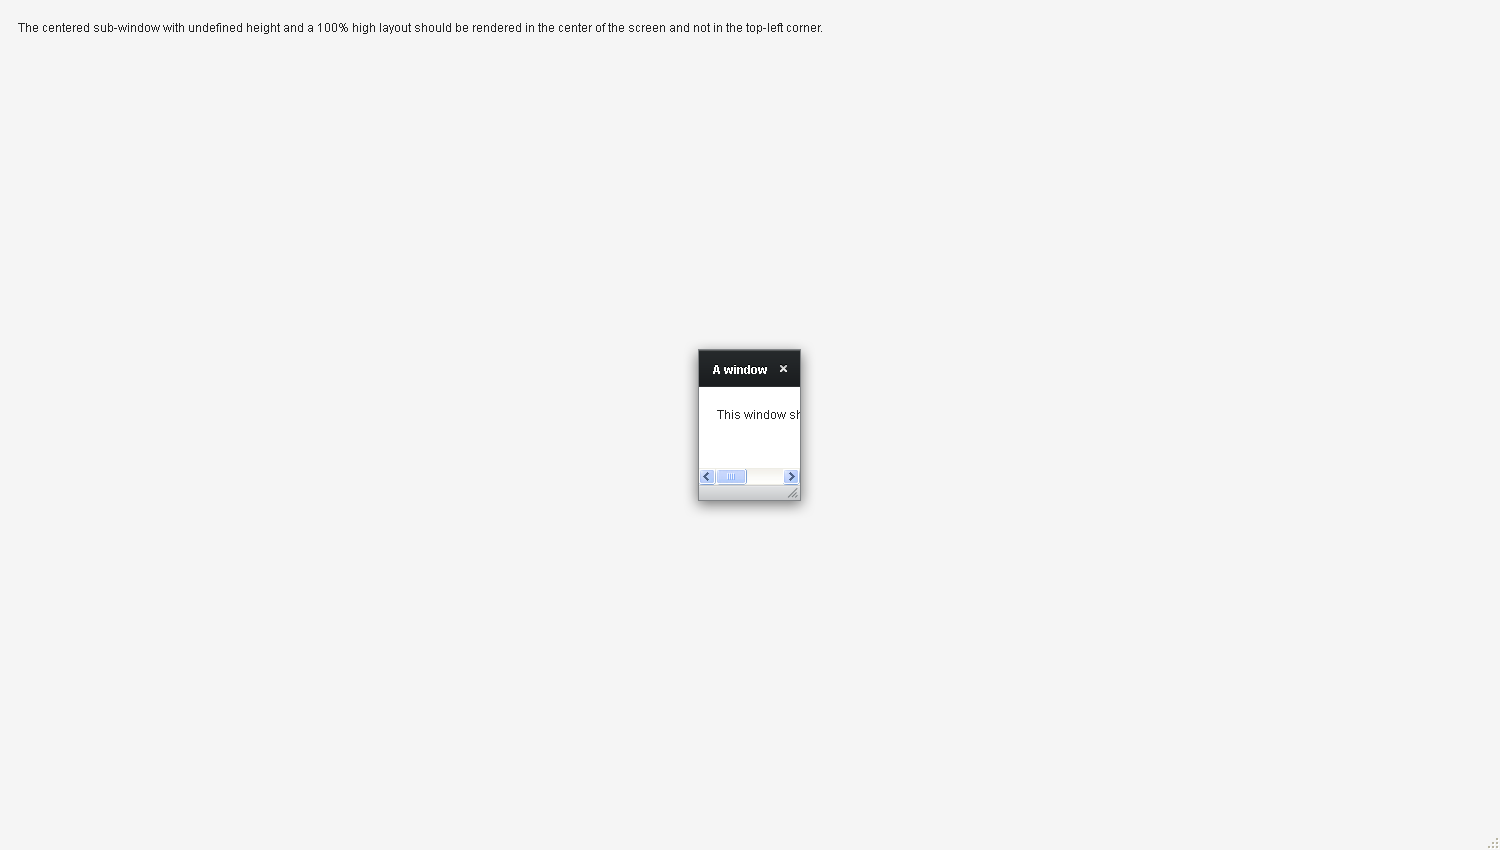 The centered sub-window with undefined height and a 100% high layout should be rendered in the center of the screen and not in the top-left corner.
A window
This window sh